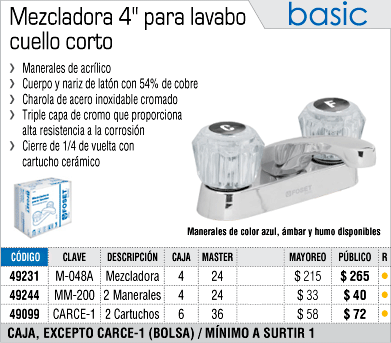 Mezcladora 4" para lavabo
cuello corto
basic
❯ Manerales de acrílico
❯ Cuerpo y nariz de latón con 54% de cobre
❯ Charola de acero inoxidable cromado
❯ Triple capa de cromo que proporciona
alta resistencia a la corrosión
❯ Cierre de 1/4 de vuelta con
cartucho cerámico
C
F
FOSET
FOSET
Manerales de color azul, ámbar y humo disponibles
CÓDIGO CLAVE DESCRIPCIÓN CAJA MASTER MAYOREO PÚBLICO R
49231 M-048A Mezcladora 4 24 $ 215 $ 265 ●
49244 MM-200 2 Manerales 4 24 $ 33 $ 40 ●
49099 CARCE-1 2 Cartuchos 6 36 $ 58 $ 72 ●
CAJA, EXCEPTO CARCE-1 (BOLSA) / MÍNIMO A SURTIR 1